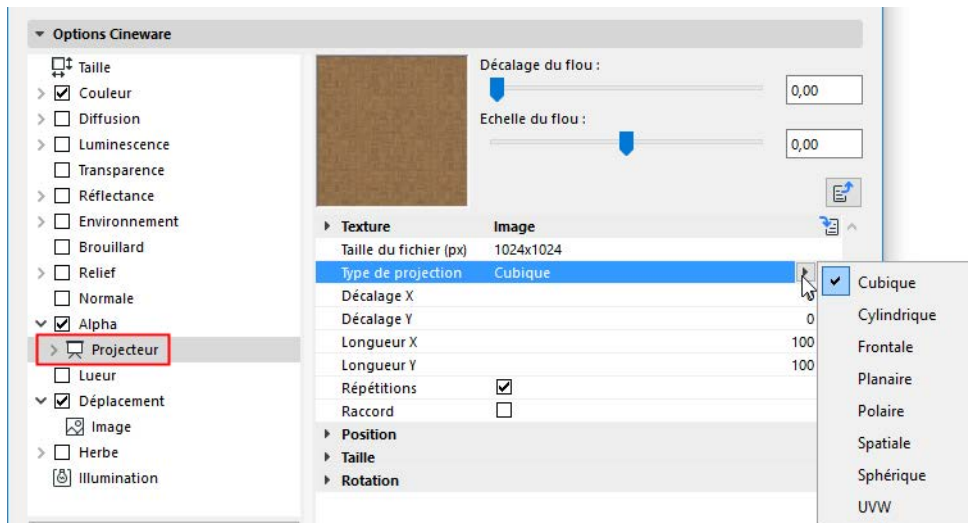 Options Cineware
Taille
Couleur
Diffusion
Luminescence
Transparence
Réflectance
Environnement
Brouillard
Relief
Normale
Alpha
Projecteur
Lueur
Déplacement
Image
Herbe
Illumination
Décalage du flou :
0,00
Echelle du flou :
0,00
Texture Image
Taille du fichier (px) 1024x1024
Type de projection Cubique
Décalage X 0
Décalage Y 0
Longueur X 100
Longueur Y 100
Répétitions
Raccord
Position
Taille
Rotation
Cubique
Cylindrique
Frontale
Planaire
Polaire
Spatiale
Sphérique
UVW